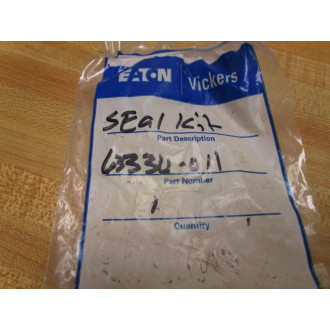 EATON Vickers
SEal Kit
Part Description
Part Number
1
Quantity